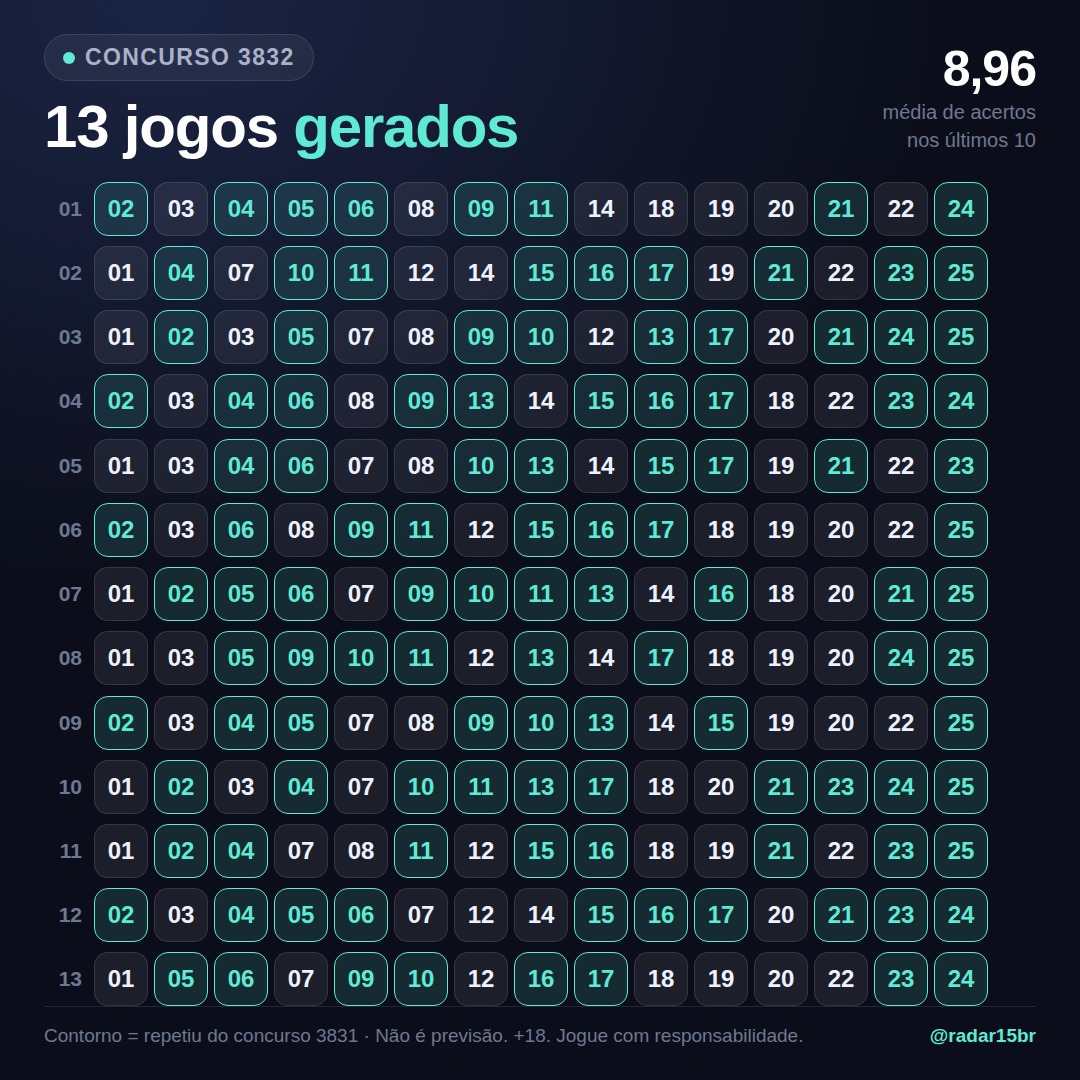 CONCURSO 3832
13 jogos gerados
8,96
média de acertos
nos últimos 10
01 02 03 04 05 06 08 09 11 14 18 19 20 21 22 24
02 01 04 07 10 11 12 14 15 16 17 19 21 22 23 25
03 01 02 03 05 07 08 09 10 12 13 17 20 21 24 25
04 02 03 04 06 08 09 13 14 15 16 17 18 22 23 24
05 01 03 04 06 07 08 10 13 14 15 17 19 21 22 23
06 02 03 06 08 09 11 12 15 16 17 18 19 20 22 25
07 01 02 05 06 07 09 10 11 13 14 16 18 20 21 25
08 01 03 05 09 10 11 12 13 14 17 18 19 20 24 25
09 02 03 04 05 07 08 09 10 13 14 15 19 20 22 25
10 01 02 03 04 07 10 11 13 17 18 20 21 23 24 25
11 01 02 04 07 08 11 12 15 16 18 19 21 22 23 25
12 02 03 04 05 06 07 12 14 15 16 17 20 21 23 24
13 01 05 06 07 09 10 12 16 17 18 19 20 22 23 24
Contorno = repetiu do concurso 3831 · Não é previsão. +18. Jogue com responsabilidade.
@radar15br